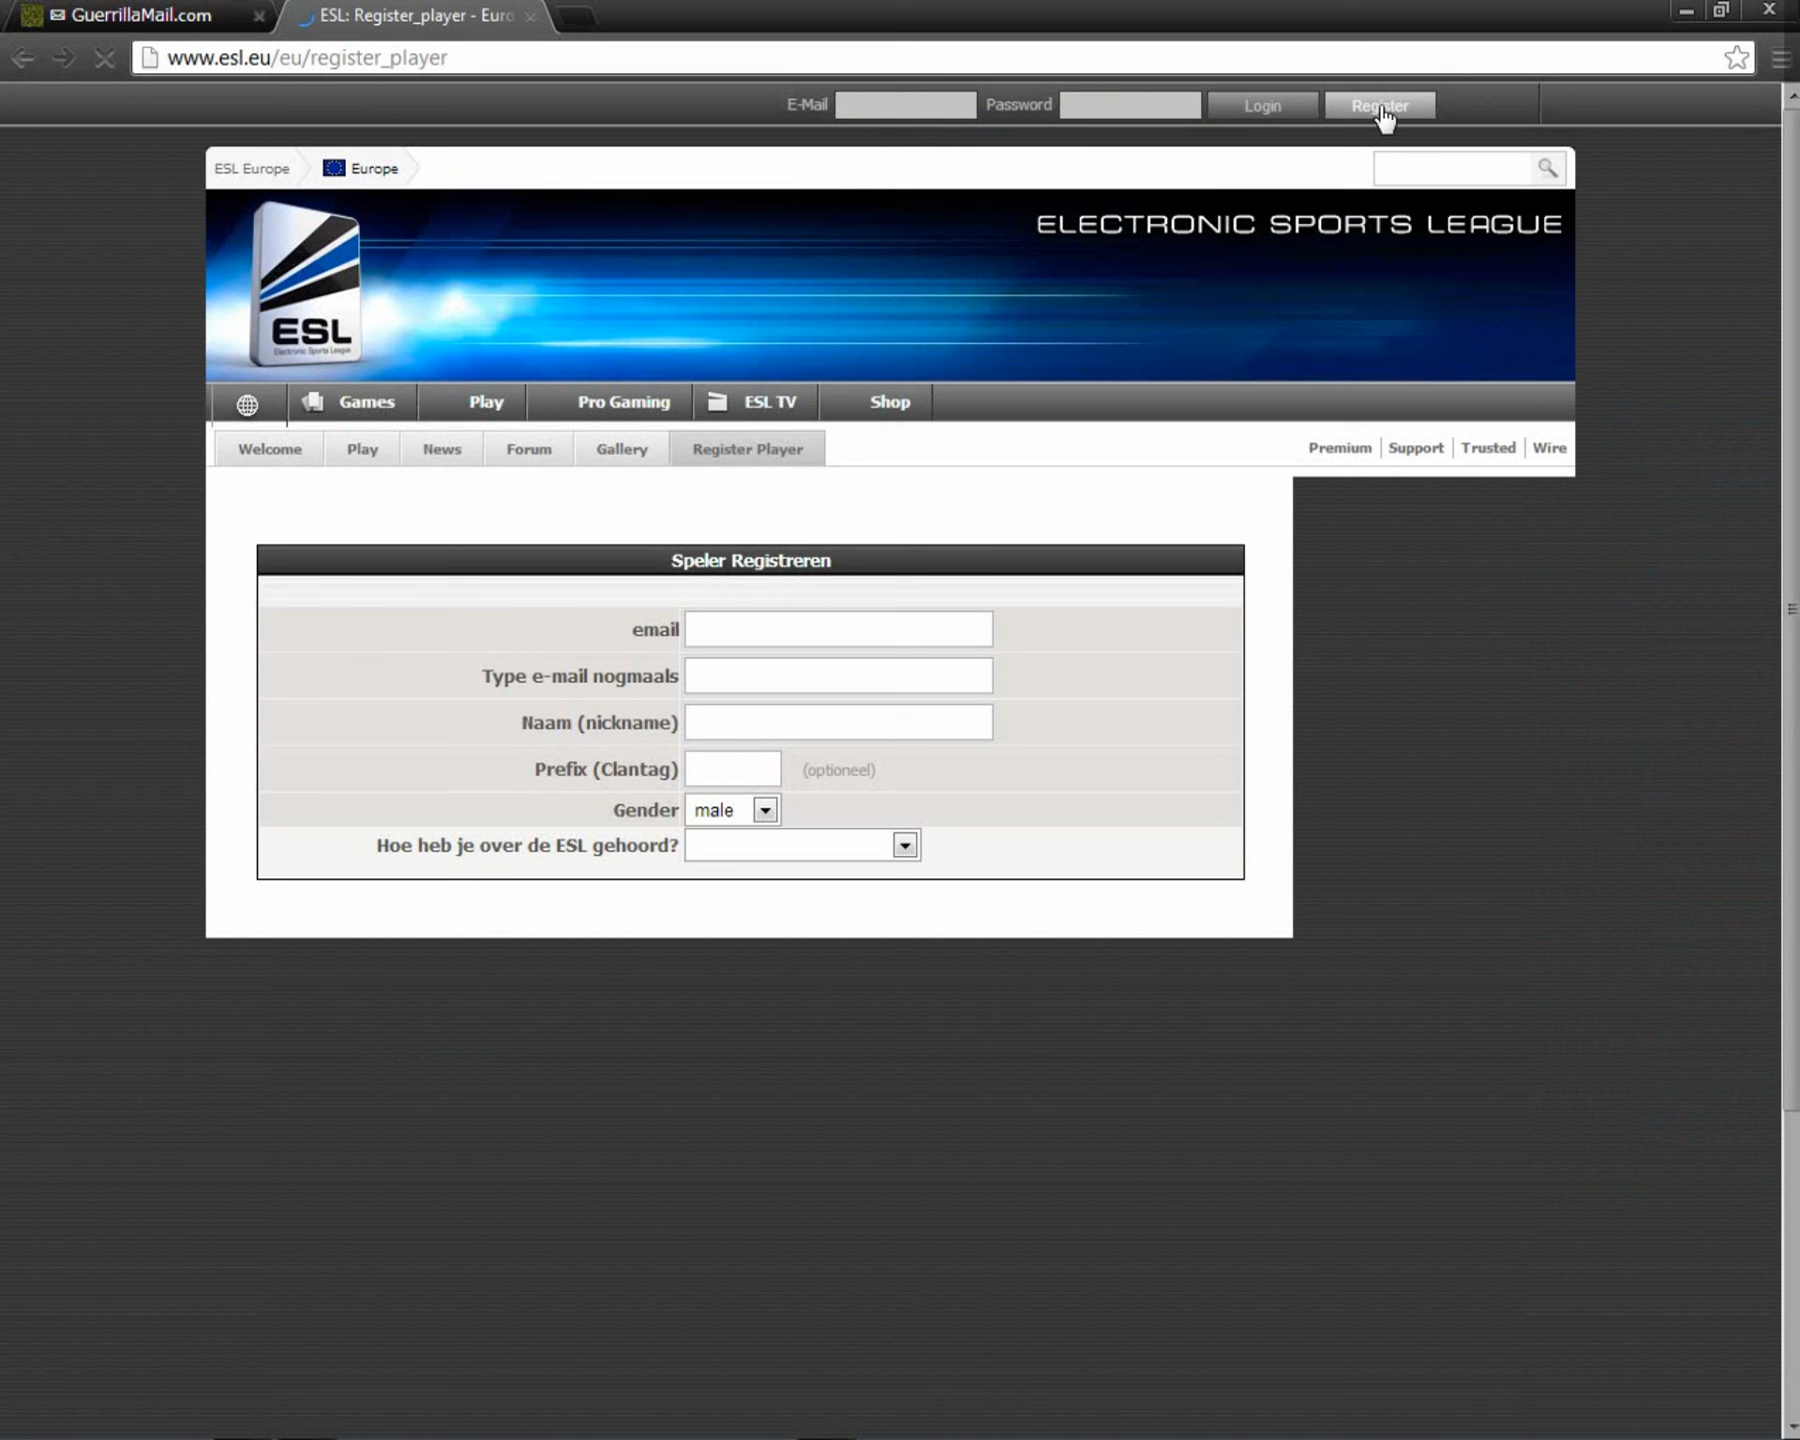 GuerrillaMail.com
ESL: Register_player - Euro
www.esl.eu/eu/register_player
E-Mail Password Login Register
ESL Europe Europe
ELECTRONIC SPORTS LEAGUE
ESL
Electronic Sports League
Games Play Pro Gaming ESL TV Shop
Welcome Play News Forum Gallery Register Player Premium Support Trusted Wire
Speler Registreren
email
Type e-mail nogmaals
Naam (nickname)
Prefix (Clantag) (optioneel)
Gender male
Hoe heb je over de ESL gehoord?